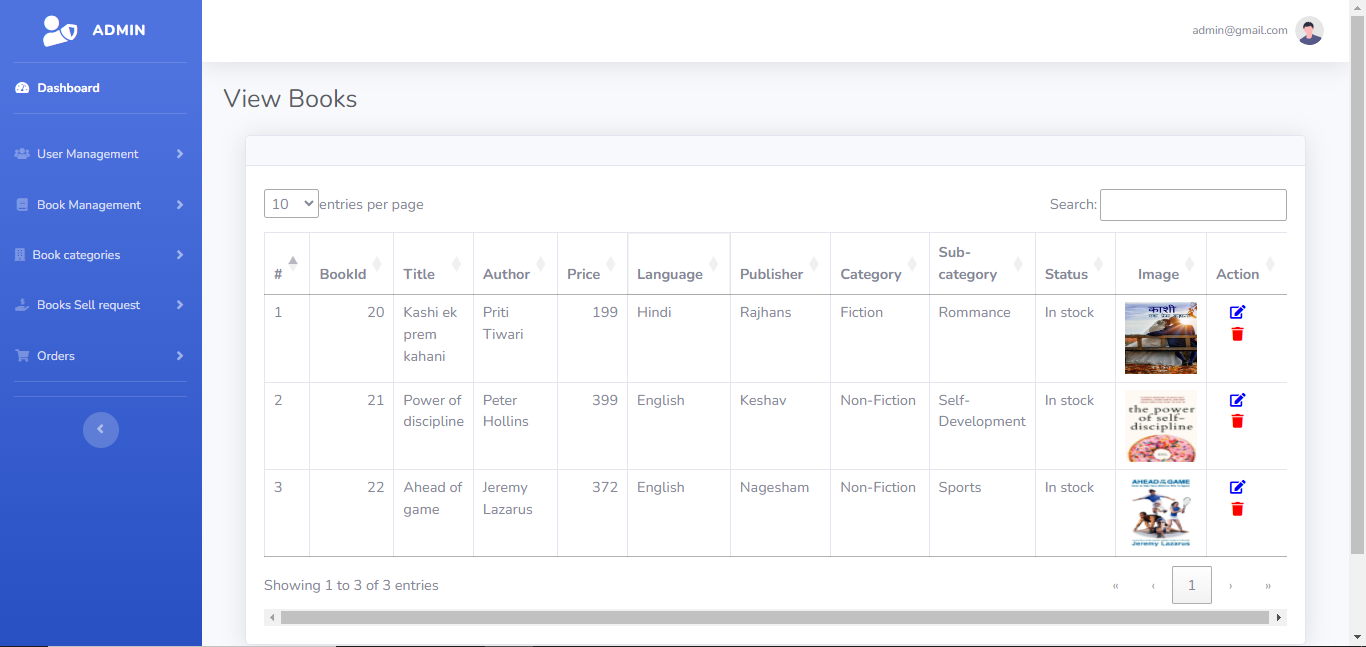 ADMIN
admin@gmail.com
Dashboard
User Management
Book Management
Book categories
Books Sell request
Orders
View Books
10 entries per page
Search:
# BookId Title Author Price Language Publisher Category Sub-category Status Image Action
1 20 Kashi ek prem kahani Priti Tiwari 199 Hindi Rajhans Fiction Rommance In stock
काशी
2 21 Power of discipline Peter Hollins 399 English Keshav Non-Fiction Self-Development In stock
the power
of self-
discipline
3 22 Ahead of game Jeremy Lazarus 372 English Nagesham Non-Fiction Sports In stock
AHEAD OF THE GAME
Jeremy Lazarus
Showing 1 to 3 of 3 entries
« ‹ 1 › »